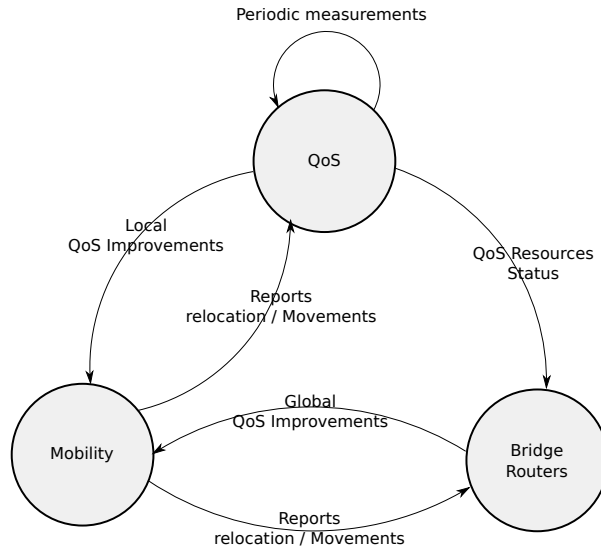 Periodic measurements
QoS
Local
QoS Improvements
QoS Resources
Status
Reports
relocation / Movements
Global
QoS Improvements
Mobility
Bridge
Routers
Reports
relocation / Movements